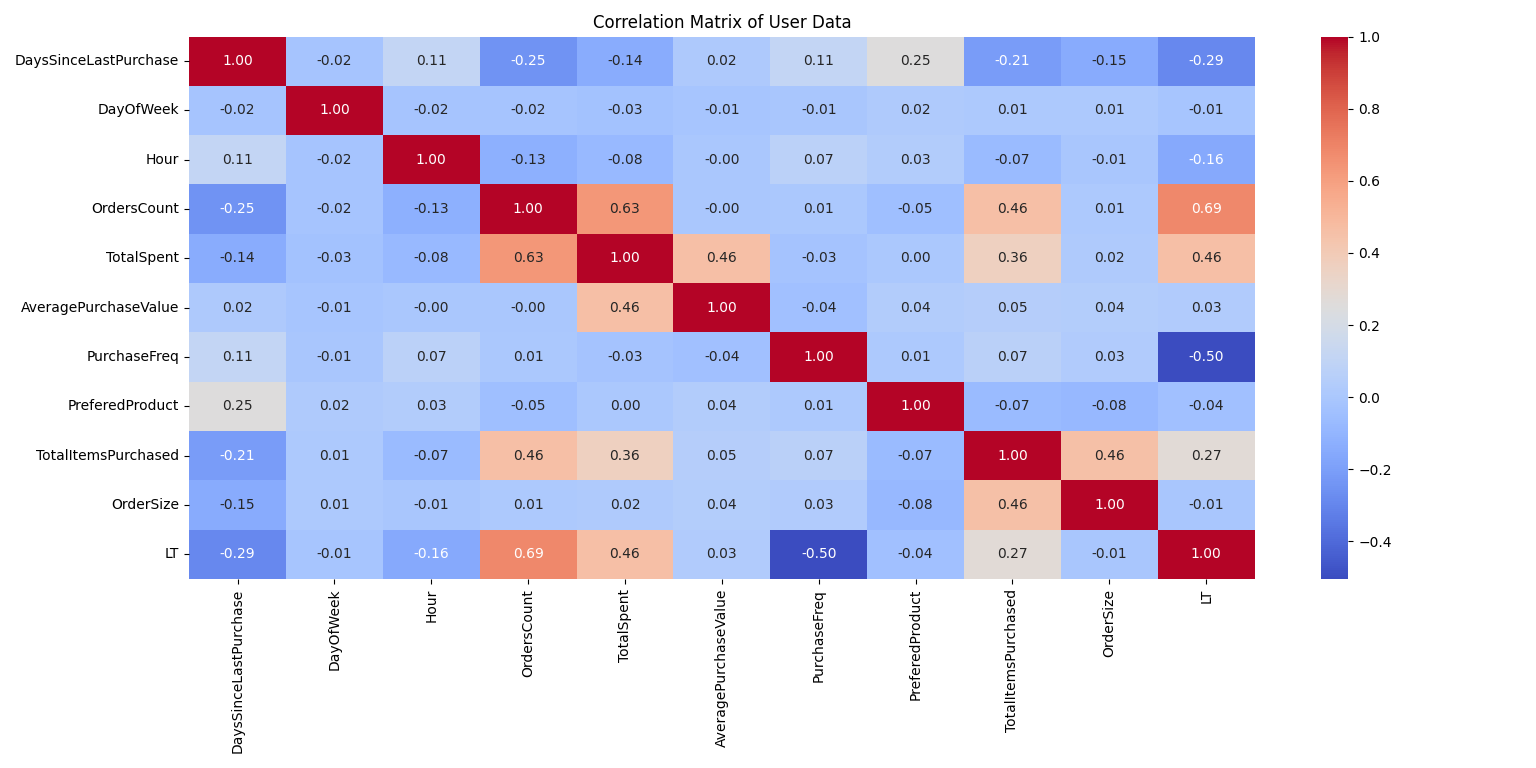 Correlation Matrix of User Data
DaysSinceLastPurchase 1.00 -0.02 0.11 -0.25 -0.14 0.02 0.11 0.25 -0.21 -0.15 -0.29
DayOfWeek -0.02 1.00 -0.02 -0.02 -0.03 -0.01 -0.01 0.02 0.01 0.01 -0.01
Hour 0.11 -0.02 1.00 -0.13 -0.08 -0.00 0.07 0.03 -0.07 -0.01 -0.16
OrdersCount -0.25 -0.02 -0.13 1.00 0.63 -0.00 0.01 -0.05 0.46 0.01 0.69
TotalSpent -0.14 -0.03 -0.08 0.63 1.00 0.46 -0.03 0.00 0.36 0.02 0.46
AveragePurchaseValue 0.02 -0.01 -0.00 -0.00 0.46 1.00 -0.04 0.04 0.05 0.04 0.03
PurchaseFreq 0.11 -0.01 0.07 0.01 -0.03 -0.04 1.00 0.01 0.07 0.03 -0.50
PreferedProduct 0.25 0.02 0.03 -0.05 0.00 0.04 0.01 1.00 -0.07 -0.08 -0.04
TotalItemsPurchased -0.21 0.01 -0.07 0.46 0.36 0.05 0.07 -0.07 1.00 0.46 0.27
OrderSize -0.15 0.01 -0.01 0.01 0.02 0.04 0.03 -0.08 0.46 1.00 -0.01
LT -0.29 -0.01 -0.16 0.69 0.46 0.03 -0.50 -0.04 0.27 -0.01 1.00
DaysSinceLastPurchase
DayOfWeek
Hour
OrdersCount
TotalSpent
AveragePurchaseValue
PurchaseFreq
PreferedProduct
TotalItemsPurchased
OrderSize
LT
1.0
0.8
0.6
0.4
0.2
0.0
−0.2
−0.4